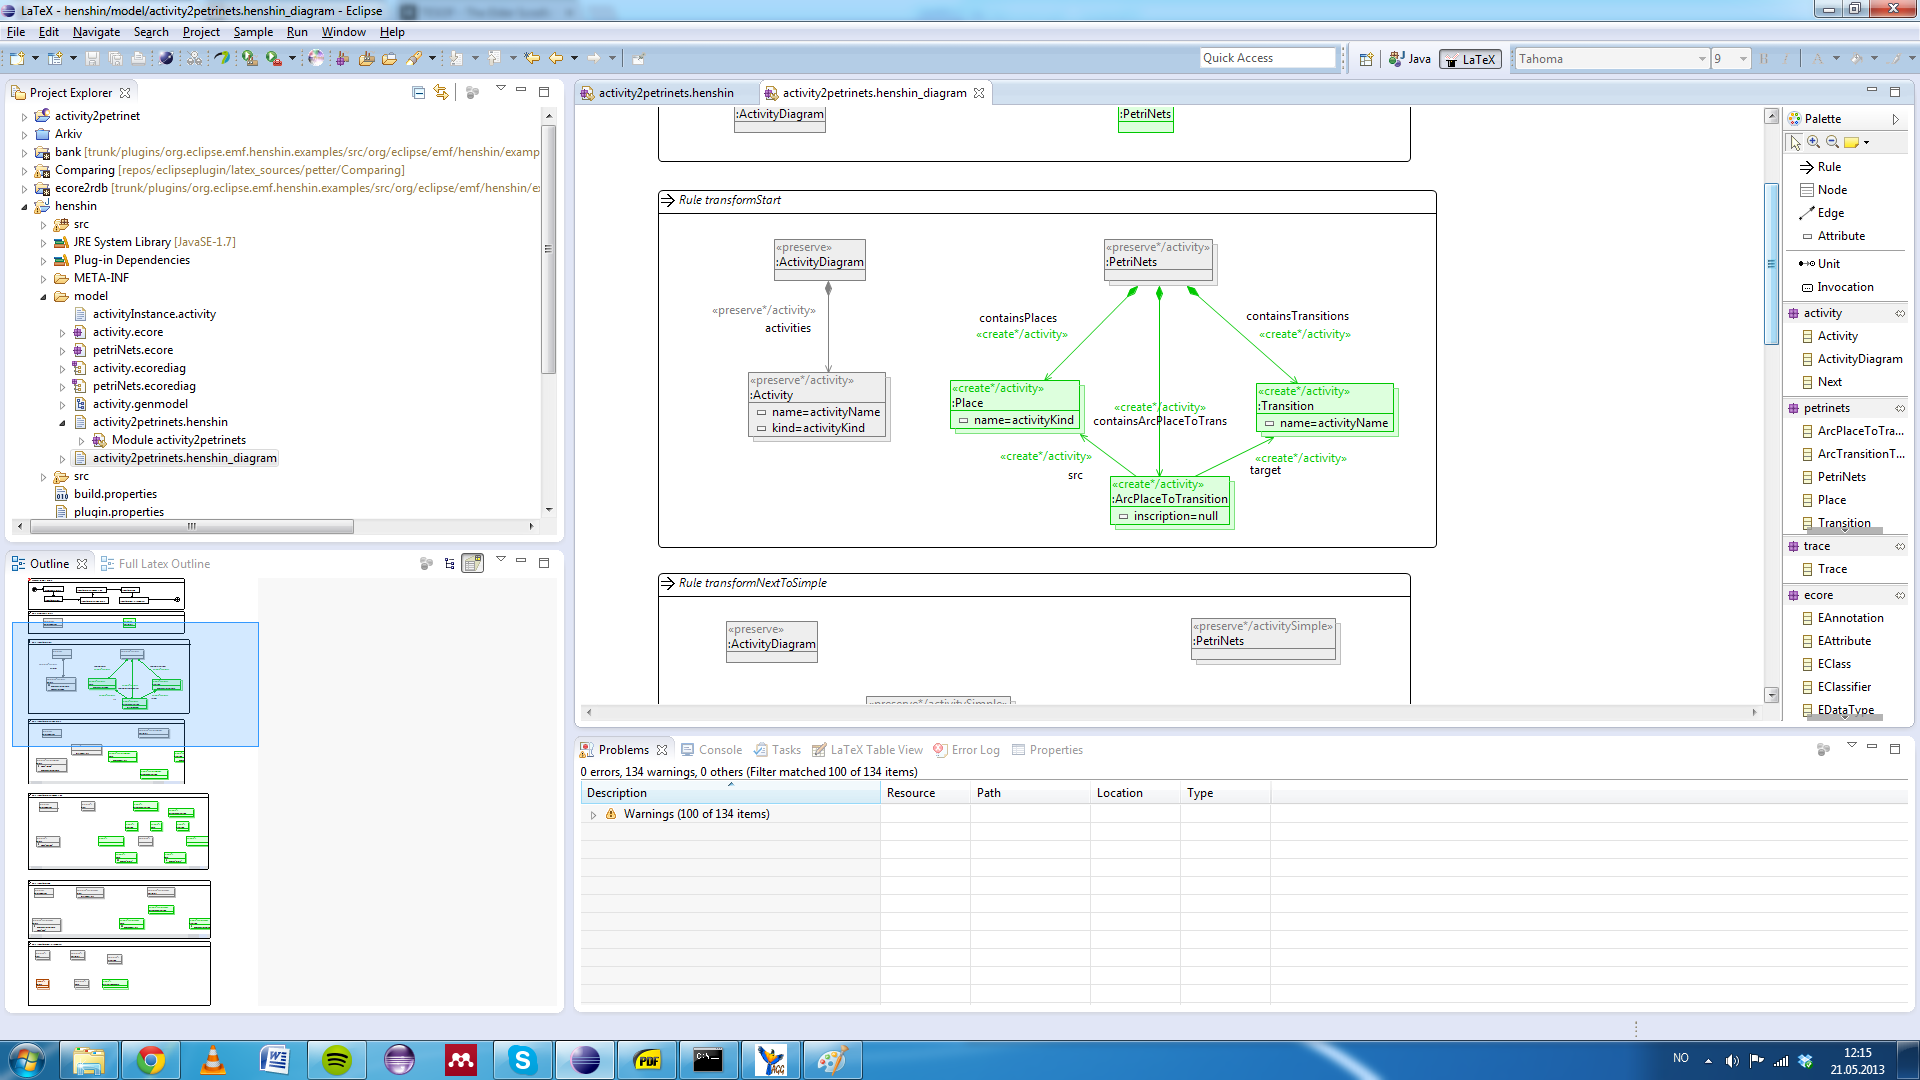 LaTeX - henshin/model/activity2petrinets.henshin_diagram - Eclipse
File Edit Navigate Search Project Sample Run Window Help
Quick Access
Java
LaTeX
Tahoma
9
Project Explorer
activity2petrinet
Arkiv
bank [trunk/plugins/org.eclipse.emf.henshin.examples/src/org/eclipse/emf/henshin/examp
Comparing [repos/eclipseplugin/latex_sources/petter/Comparing]
ecore2rdb [trunk/plugins/org.eclipse.emf.henshin.examples/src/org/eclipse/emf/henshin/ex
henshin
src
JRE System Library [JavaSE-1.7]
Plug-in Dependencies
META-INF
model
activityInstance.activity
activity.ecore
petriNets.ecore
activity.ecorediag
petriNets.ecorediag
activity.genmodel
activity2petrinets.henshin
Module activity2petrinets
activity2petrinets.henshin_diagram
src
build.properties
plugin.properties
Outline
Full Latex Outline
activity2petrinets.henshin
activity2petrinets.henshin_diagram
:ActivityDiagram
:PetriNets
Rule transformStart
«preserve»
:ActivityDiagram
«preserve*/activity»
:PetriNets
«preserve*/activity»
activities
containsPlaces
«create*/activity»
containsTransitions
«create*/activity»
«preserve*/activity»
:Activity
name=activityName
kind=activityKind
«create*/activity»
:Place
name=activityKind
«create*/activity»
containsArcPlaceToTrans
«create*/activity»
:Transition
name=activityName
«create*/activity»
src
«create*/activity»
target
«create*/activity»
:ArcPlaceToTransition
inscription=null
Rule transformNextToSimple
«preserve»
:ActivityDiagram
«preserve*/activitySimple»
:PetriNets
«preserve*/activitySimple»
Palette
Rule
Node
Edge
Attribute
Unit
Invocation
activity
Activity
ActivityDiagram
Next
petrinets
ArcPlaceToTra...
ArcTransitionT...
PetriNets
Place
Transition
trace
Trace
ecore
EAnnotation
EAttribute
EClass
EClassifier
EDataType
Problems
Console
Tasks
LaTeX Table View
Error Log
Properties
0 errors, 134 warnings, 0 others (Filter matched 100 of 134 items)
Description Resource Path Location Type
Warnings (100 of 134 items)
PDF
C:\
AGG
NO
12:15
21.05.2013